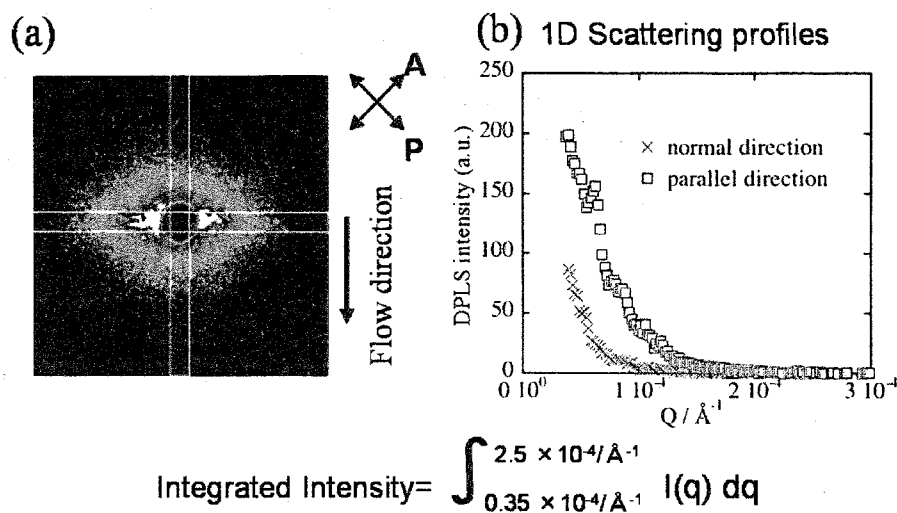 (a)
A
P
Flow direction
(b) 1D Scattering profiles
250
200
150
100
50
0
DPLS intensity (a.u.)
× normal direction
□ parallel direction
0 10⁰ 1 10⁻⁴ 2 10⁻⁴ 3 10⁻⁴
Q / Å⁻¹
Integrated Intensity= ∫ 2.5 ×10⁻⁴/Å⁻¹ 0.35 ×10⁻⁴/Å⁻¹ I(q) dq